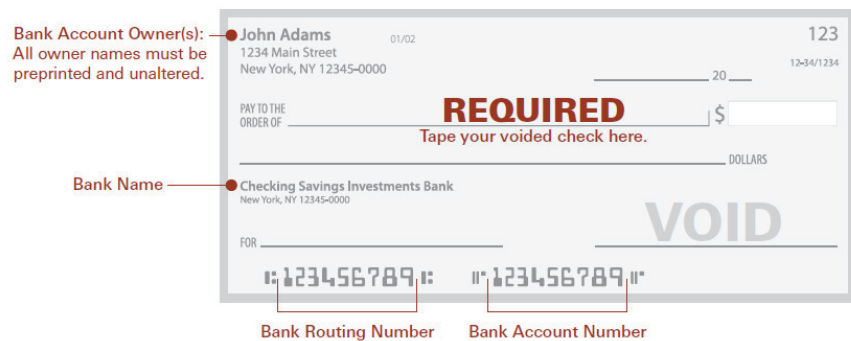 Bank Account Owner(s):
All owner names must be
preprinted and unaltered.
John Adams 01/02 123
1234 Main Street
New York, NY 12345-0000
20 12-34/1234
PAY TO THE
ORDER OF
REQUIRED
$
Tape your voided check here.
DOLLARS
Bank Name
Checking Savings Investments Bank
New York, NY 12345-0000
VOID
FOR
⑆123456789⑆ ⑈123456789⑈
Bank Routing Number Bank Account Number